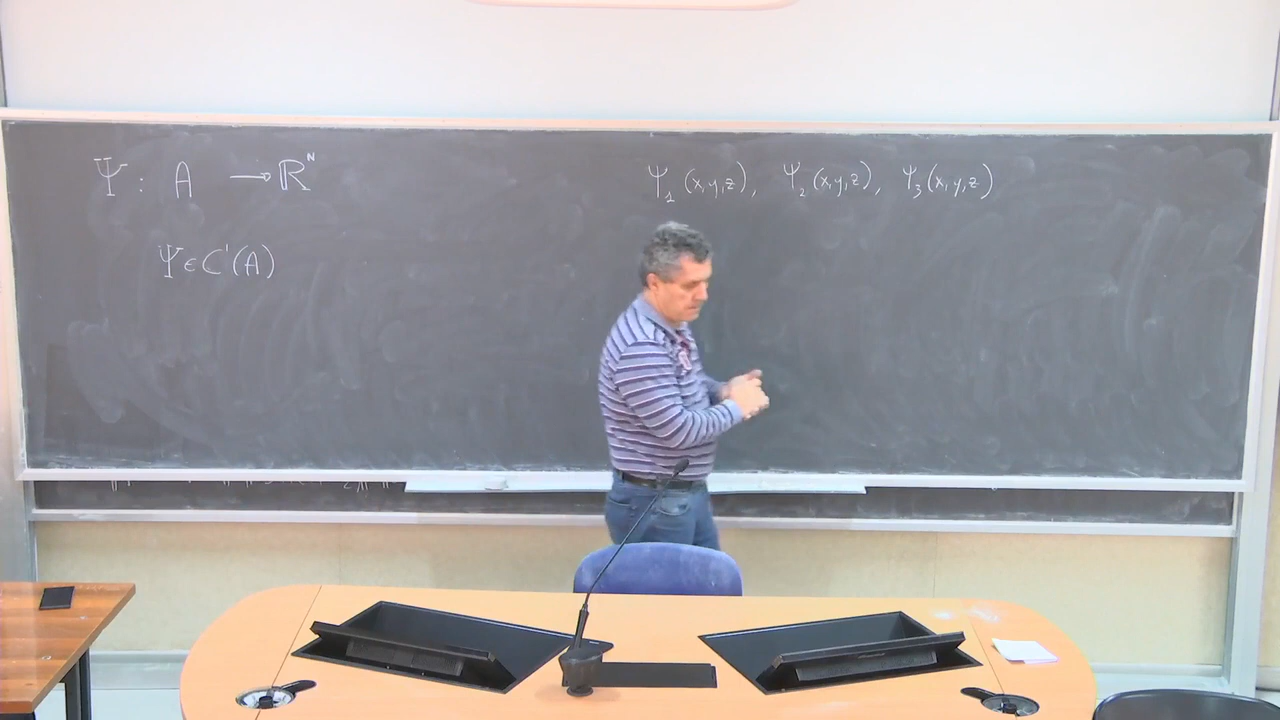 Ψ : A → ℝᴺ
Ψ ∈ C¹(A)
Ψ₁(x,y,z), Ψ₂(x,y,z), Ψ₃(x,y,z)